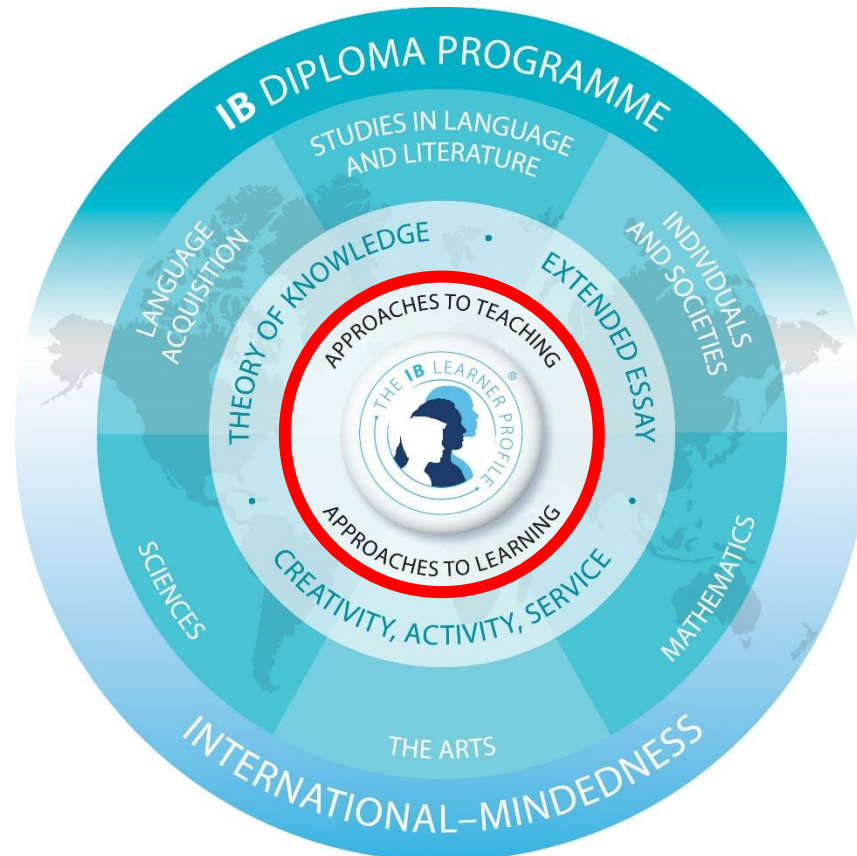 IB DIPLOMA PROGRAMME
STUDIES IN LANGUAGE
AND LITERATURE
LANGUAGE
ACQUISITION
INDIVIDUALS
AND SOCIETIES
THEORY OF KNOWLEDGE •
EXTENDED ESSAY •
APPROACHES TO TEACHING
THE IB LEARNER PROFILE ®
APPROACHES TO LEARNING
• CREATIVITY, ACTIVITY, SERVICE
SCIENCES
MATHEMATICS
THE ARTS
INTERNATIONAL–MINDEDNESS